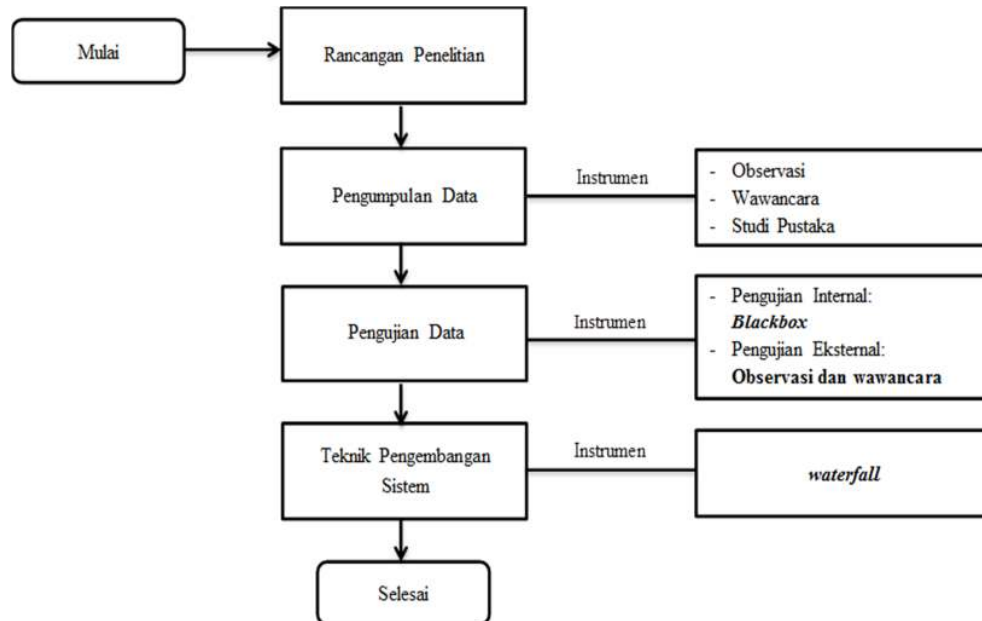 Mulai
Rancangan Penelitian
Pengumpulan Data
Instrumen
- Observasi
- Wawancara
- Studi Pustaka
Pengujian Data
Instrumen
- Pengujian Internal:
Blackbox
- Pengujian Eksternal:
Observasi dan wawancara
Teknik Pengembangan
Sistem
Instrumen
waterfall
Selesai